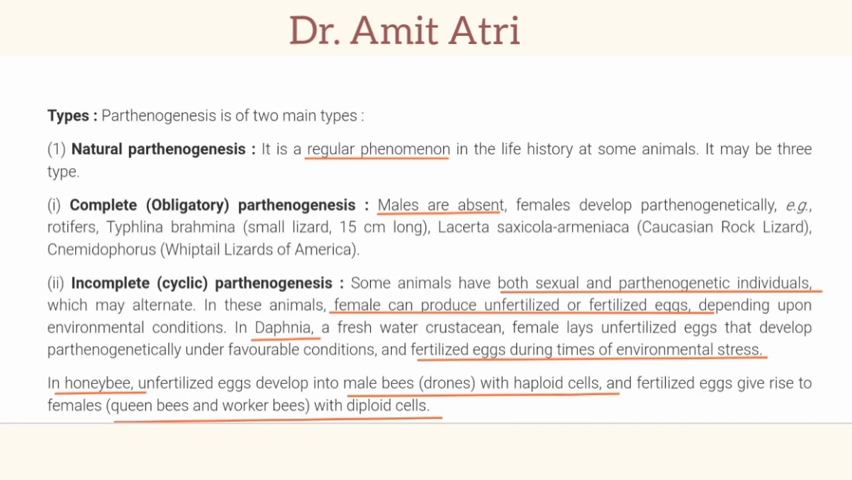 Dr. Amit Atri
Types : Parthenogenesis is of two main types :
(1) Natural parthenogenesis : It is a regular phenomenon in the life history at some animals. It may be three
type.
(i) Complete (Obligatory) parthenogenesis : Males are absent, females develop parthenogenetically, e.g.,
rotifers, Typhlina brahmina (small lizard, 15 cm long), Lacerta saxicola-armeniaca (Caucasian Rock Lizard),
Cnemidophorus (Whiptail Lizards of America).
(ii) Incomplete (cyclic) parthenogenesis : Some animals have both sexual and parthenogenetic individuals,
which may alternate. In these animals, female can produce unfertilized or fertilized eggs, depending upon
environmental conditions. In Daphnia, a fresh water crustacean, female lays unfertilized eggs that develop
parthenogenetically under favourable conditions, and fertilized eggs during times of environmental stress.
In honeybee, unfertilized eggs develop into male bees (drones) with haploid cells, and fertilized eggs give rise to
females (queen bees and worker bees) with diploid cells.